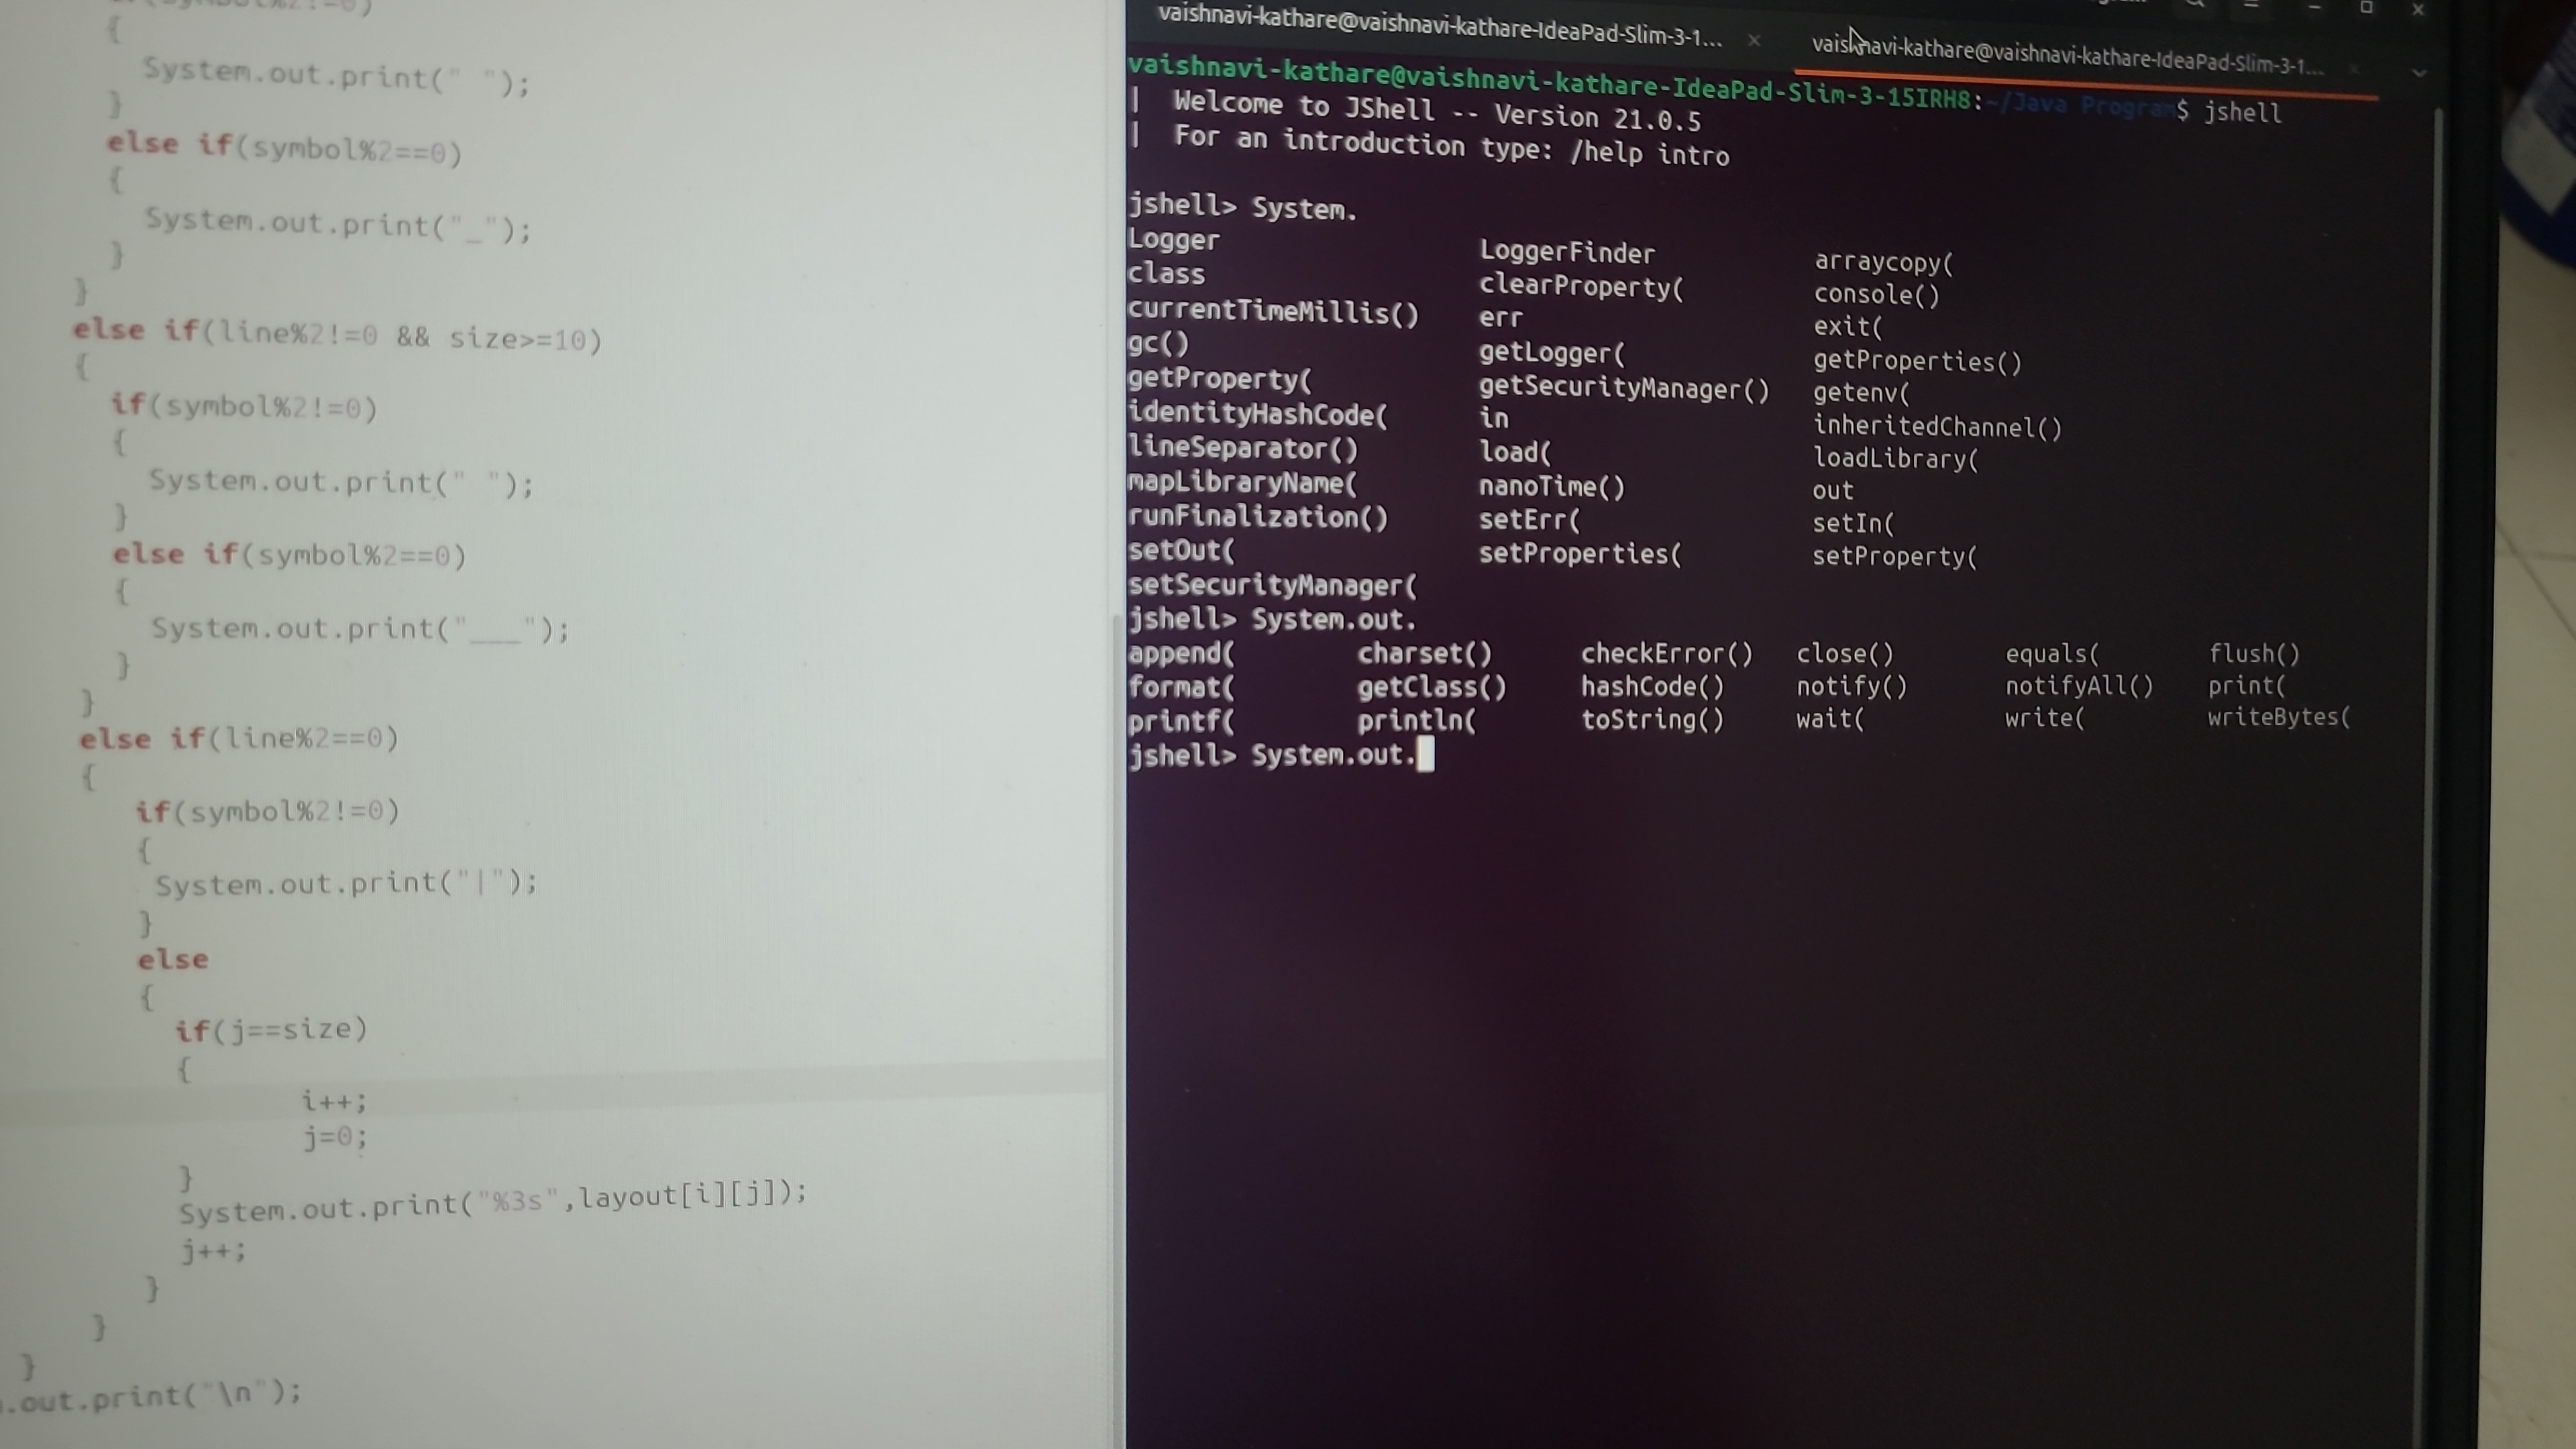 {
System.out.print(" ");
}
else if(symbol%2==0)
{
System.out.print("_");
}
}
else if(line%2!=0 && size>=10)
{
if(symbol%2!=0)
{
System.out.print(" ");
}
else if(symbol%2==0)
{
System.out.print("___");
}
}
else if(line%2==0)
{
if(symbol%2!=0)
{
System.out.print("|");
}
else
{
if(j==size)
{
i++;
j=0;
}
System.out.print("%3s",layout[i][j]);
j++;
}
}
}
.out.print("\n");
vaishnavi-kathare@vaishnavi-kathare-IdeaPad-Slim-3-1... ×
vaishnavi-kathare@vaishnavi-kathare-IdeaPad-Slim-3-1... ×
vaishnavi-kathare@vaishnavi-kathare-IdeaPad-Slim-3-15IRH8:~/Java Program$ jshell
| Welcome to JShell -- Version 21.0.5
| For an introduction type: /help intro
jshell> System.
Logger LoggerFinder arraycopy(
class clearProperty( console()
currentTimeMillis() err exit(
gc() getLogger( getProperties()
getProperty( getSecurityManager() getenv(
identityHashCode( in inheritedChannel()
lineSeparator() load( loadLibrary(
mapLibraryName( nanoTime() out
runFinalization() setErr( setIn(
setOut( setProperties( setProperty(
setSecurityManager(
jshell> System.out.
append( charset() checkError() close() equals( flush()
format( getClass() hashCode() notify() notifyAll() print(
printf( println( toString() wait( write( writeBytes(
jshell> System.out.